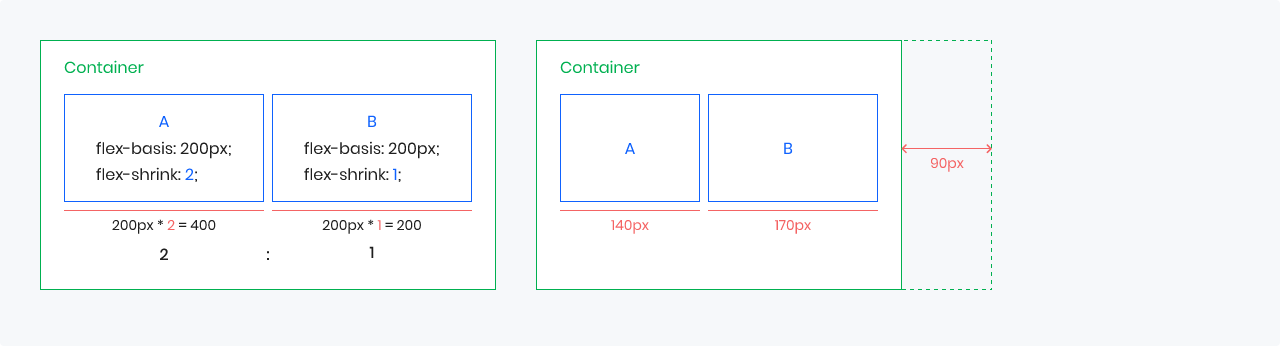 Container
A
flex-basis: 200px;
flex-shrink: 2;
B
flex-basis: 200px;
flex-shrink: 1;
200px * 2 = 400
200px * 1 = 200
2 : 1
Container
A
B
140px
170px
90px